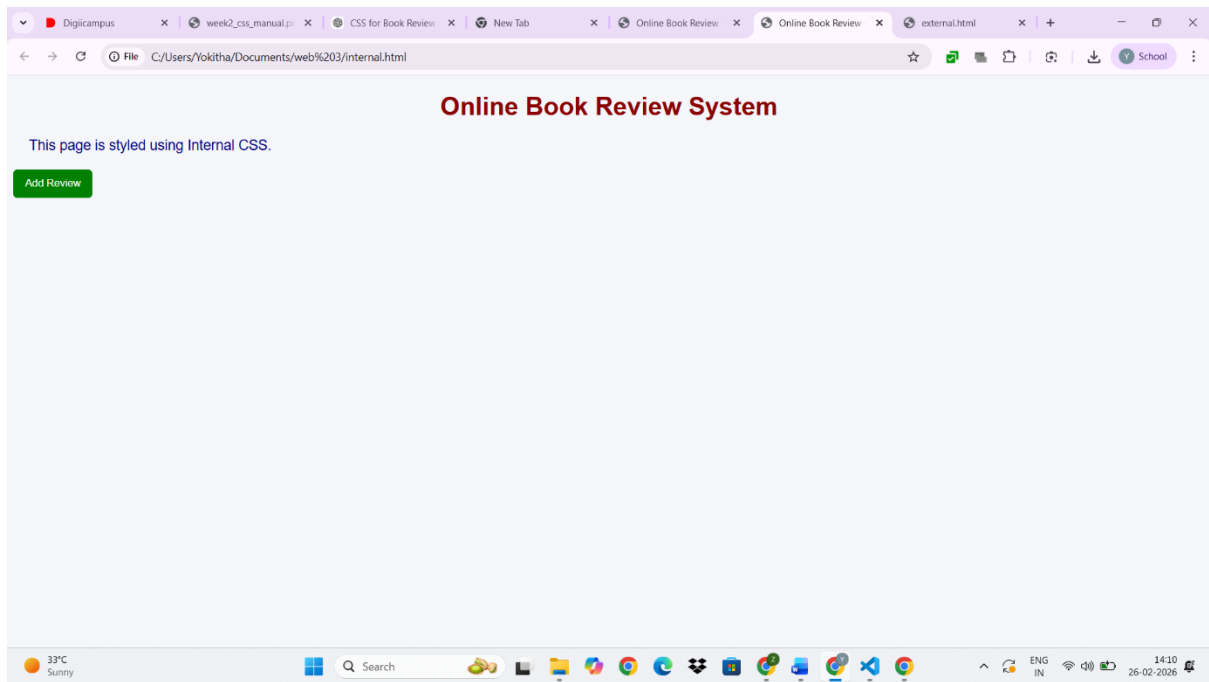 Digiicampus
week2_css_manual.p
CSS for Book Review
New Tab
Online Book Review
Online Book Review
external.html
File C:/Users/Yokitha/Documents/web%203/internal.html
Y School
Online Book Review System
This page is styled using Internal CSS.
Add Review
33°C
Sunny
Search
ENG
IN
14:10
26-02-2026